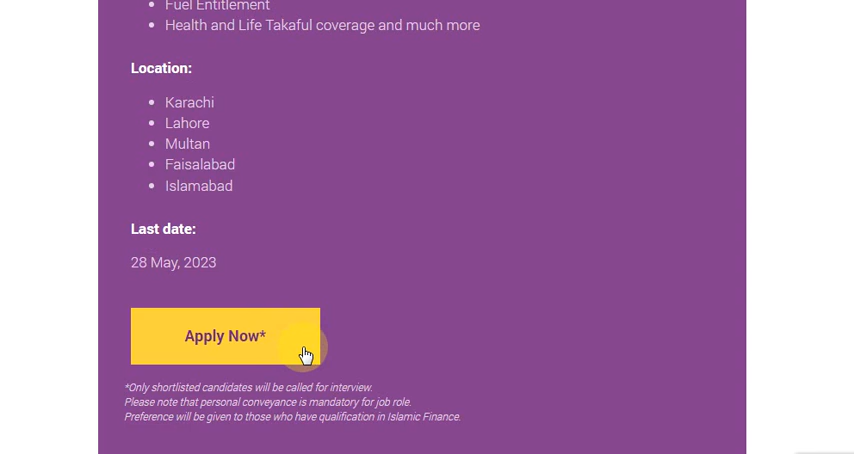 Fuel Entitlement
Health and Life Takaful coverage and much more
Location:
Karachi
Lahore
Multan
Faisalabad
Islamabad
Last date:
28 May, 2023
Apply Now*
*Only shortlisted candidates will be called for interview.
Please note that personal conveyance is mandatory for job role.
Preference will be given to those who have qualification in Islamic Finance.